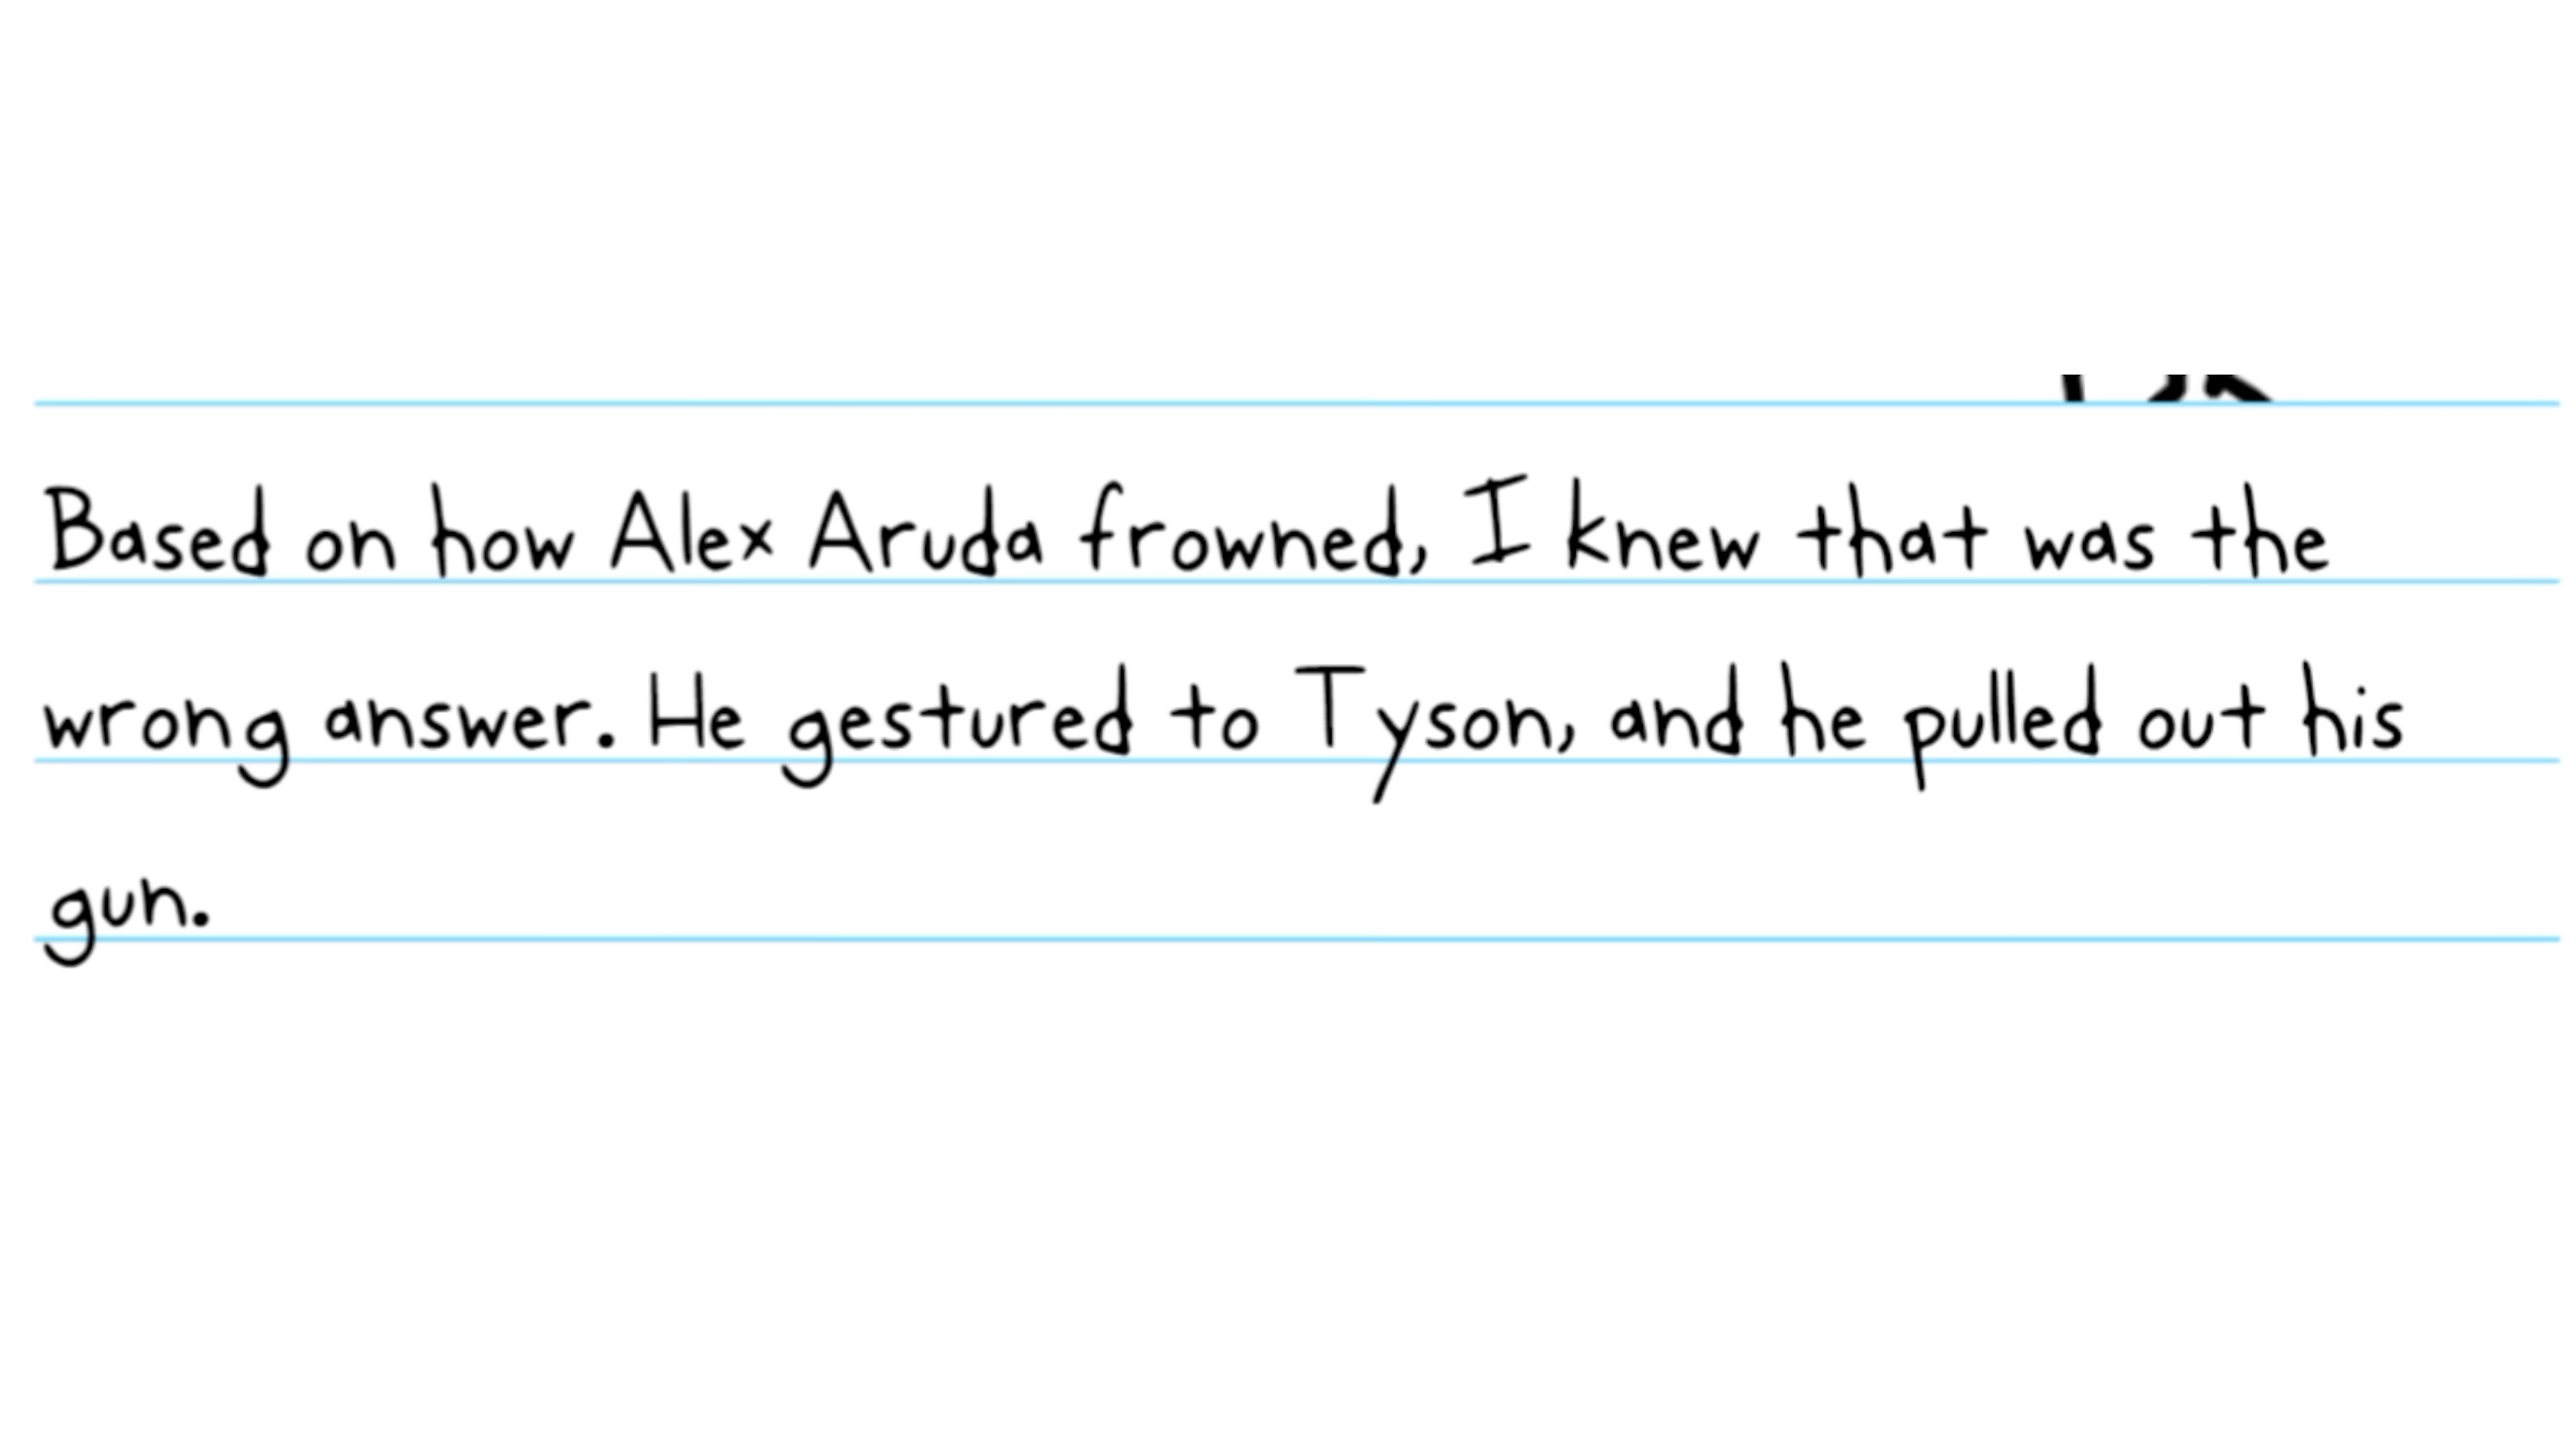 Based on how Alex Aruda frowned, I knew that was the
wrong answer. He gestured to Tyson, and he pulled out his
gun.